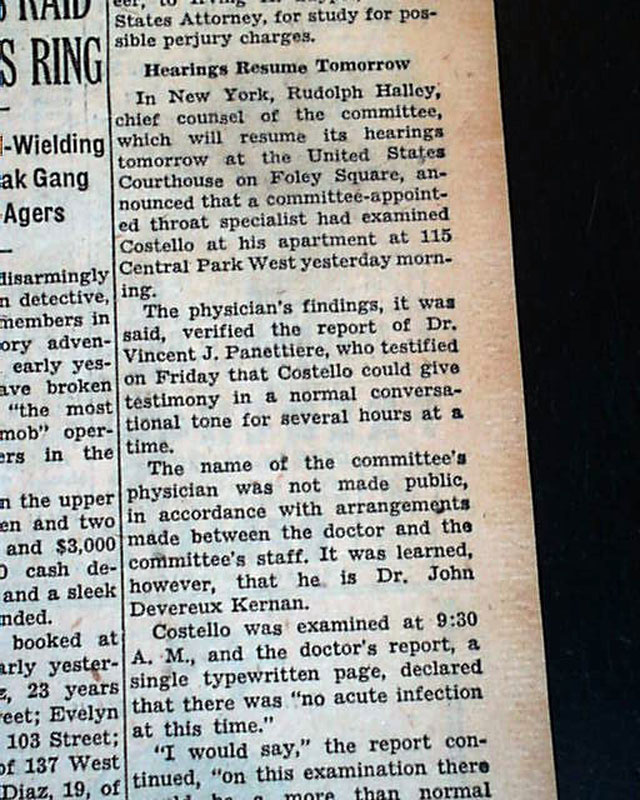 RAID
S RING
-Wielding
ak Gang
Agers
disarmingly
n detective,
members in
ory adven-
early yes-
ave broken
"the most
mob" oper-
ers in the
n the upper
en and two
and $3,000
0 cash de-
and a sleek
nded.
booked at
arly yester-
z, 23 years
reet; Evelyn
103 Street;
of 137 West
Diaz, 19, of
States Attorney, for study for pos-
sible perjury charges.
Hearings Resume Tomorrow
In New York, Rudolph Halley,
chief counsel of the committee,
which will resume its hearings
tomorrow at the United States
Courthouse on Foley Square, an-
nounced that a committee-appoint-
ed throat specialist had examined
Costello at his apartment at 115
Central Park West yesterday morn-
ing.
The physician's findings, it was
said, verified the report of Dr.
Vincent J. Panettiere, who testified
on Friday that Costello could give
testimony in a normal conversa-
tional tone for several hours at a
time.
The name of the committee's
physician was not made public,
in accordance with arrangements
made between the doctor and the
committee's staff. It was learned,
however, that he is Dr. John
Devereux Kernan.
Costello was examined at 9:30
A. M., and the doctor's report, a
single typewritten page, declared
that there was "no acute infection
at this time."
"I would say," the report con-
tinued, "on this examination there
be a more than normal